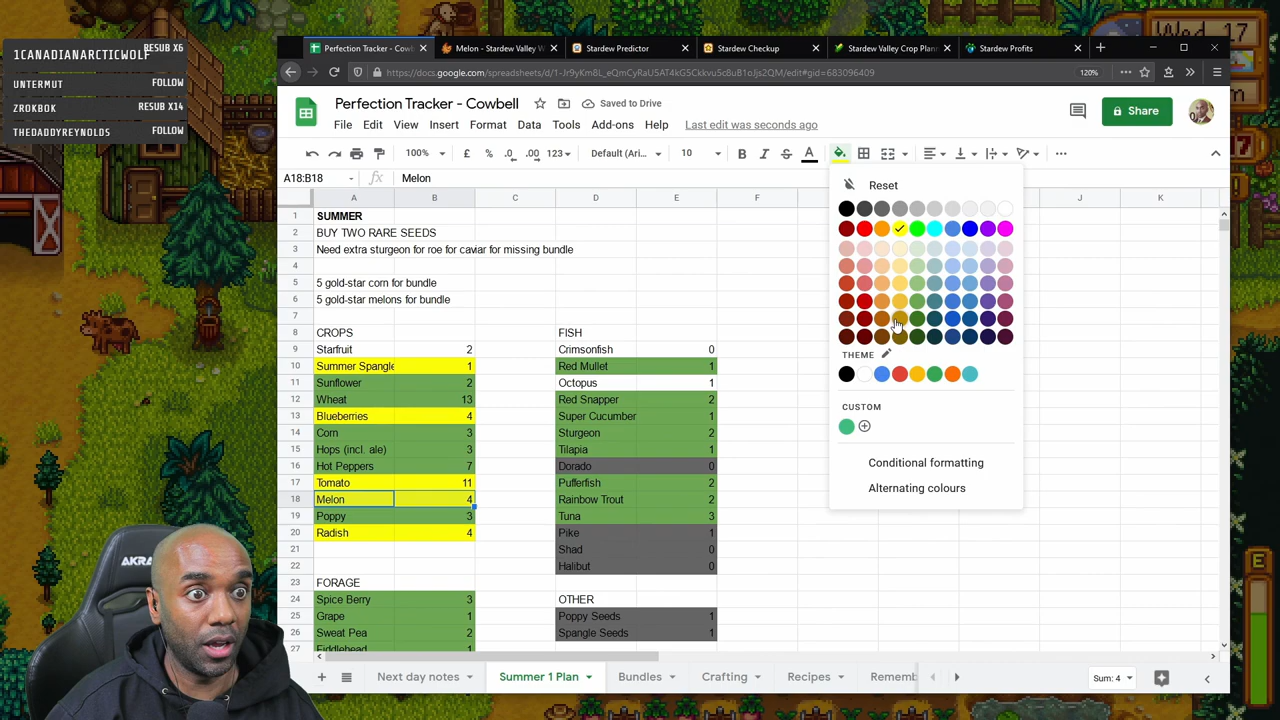 1CANADIANARCTICWOLF RESUB X6
UNTERMUT FOLLOW
ZROKBOK RESUB X14
THEDADDYREYNOLDS FOLLOW
Perfection Tracker - Cowb
Melon - Stardew Valley W
Stardew Predictor
Stardew Checkup
Stardew Valley Crop Plan
Stardew Profits
120%
Perfection Tracker - Cowbell
Saved to Drive
Share
File Edit View Insert Format Data Tools Add-ons Help Last edit was seconds ago
100% £ % .0 .00 123 Default (Ari... 10 B I S A
A18:B18 fx Melon
A B C D E F J K
1 SUMMER
2 BUY TWO RARE SEEDS
3 Need extra sturgeon for roe for caviar for missing bundle
4
5 5 gold-star corn for bundle
6 5 gold-star melons for bundle
7
8 CROPS FISH
9 Starfruit 2 Crimsonfish 0
10 Summer Spangle 1 Red Mullet 1
11 Sunflower 2 Octopus 1
12 Wheat 13 Red Snapper 2
13 Blueberries 4 Super Cucumber 1
14 Corn 3 Sturgeon 2
15 Hops (incl. ale) 3 Tilapia 1
16 Hot Peppers 7 Dorado 0
17 Tomato 11 Pufferfish 2
18 Melon 4 Rainbow Trout 2
19 Poppy 3 Tuna 3
20 Radish 4 Pike 1
21 Shad 0
22 Halibut 0
23 FORAGE
24 Spice Berry 3 OTHER
25 Grape 1 Poppy Seeds 1
26 Sweat Pea 2 Spangle Seeds 1
27 Fiddlehead 1
Reset
THEME
CUSTOM
Conditional formatting
Alternating colours
Next day notes Summer 1 Plan Bundles Crafting Recipes Rememb
Sum: 4
AKRA
E